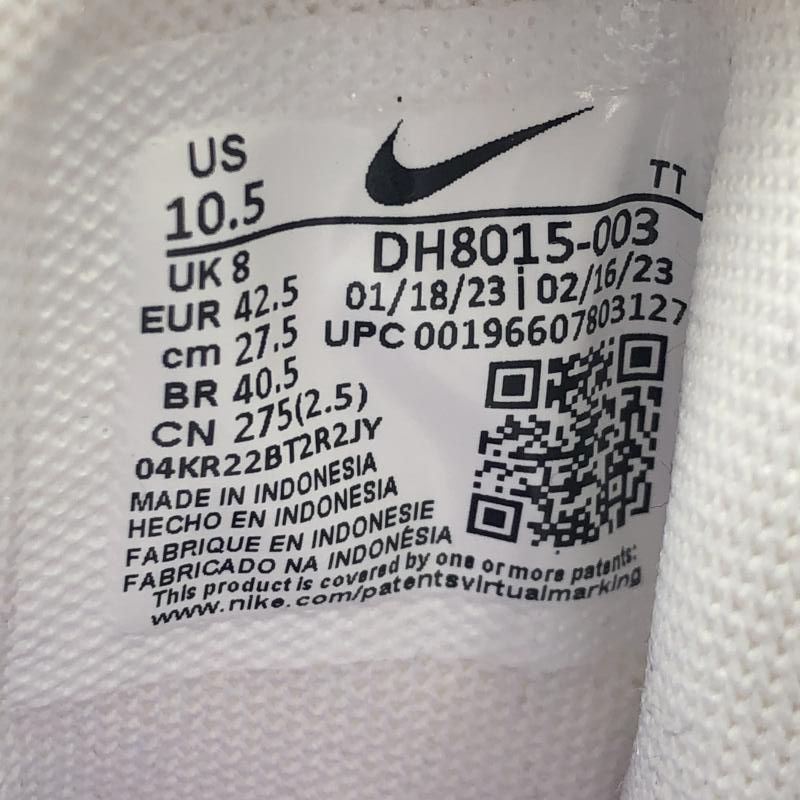 US
10.5
TT
UK 8
EUR 42.5
cm 27.5
BR 40.5
CN 275(2.5)
04KR22BT2R2JY
DH8015-003
01/18/23 | 02/16/23
UPC 00196607803127
MADE IN INDONESIA
HECHO EN INDONESIA
FABRIQUE EN INDONESIE
FABRICADO NA INDONÉSIA
This product is covered by one or more patents:
www.nike.com/patentsvirtualmarking